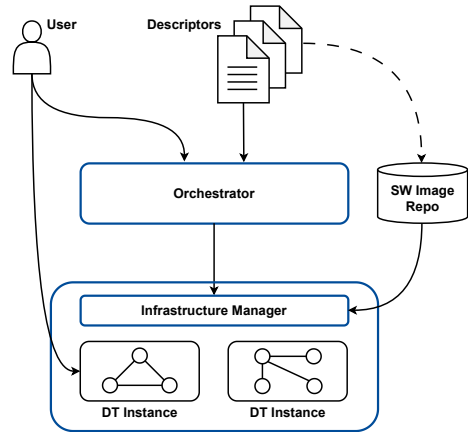 User
Descriptors
Orchestrator
SW Image
Repo
Infrastructure Manager
DT Instance
DT Instance